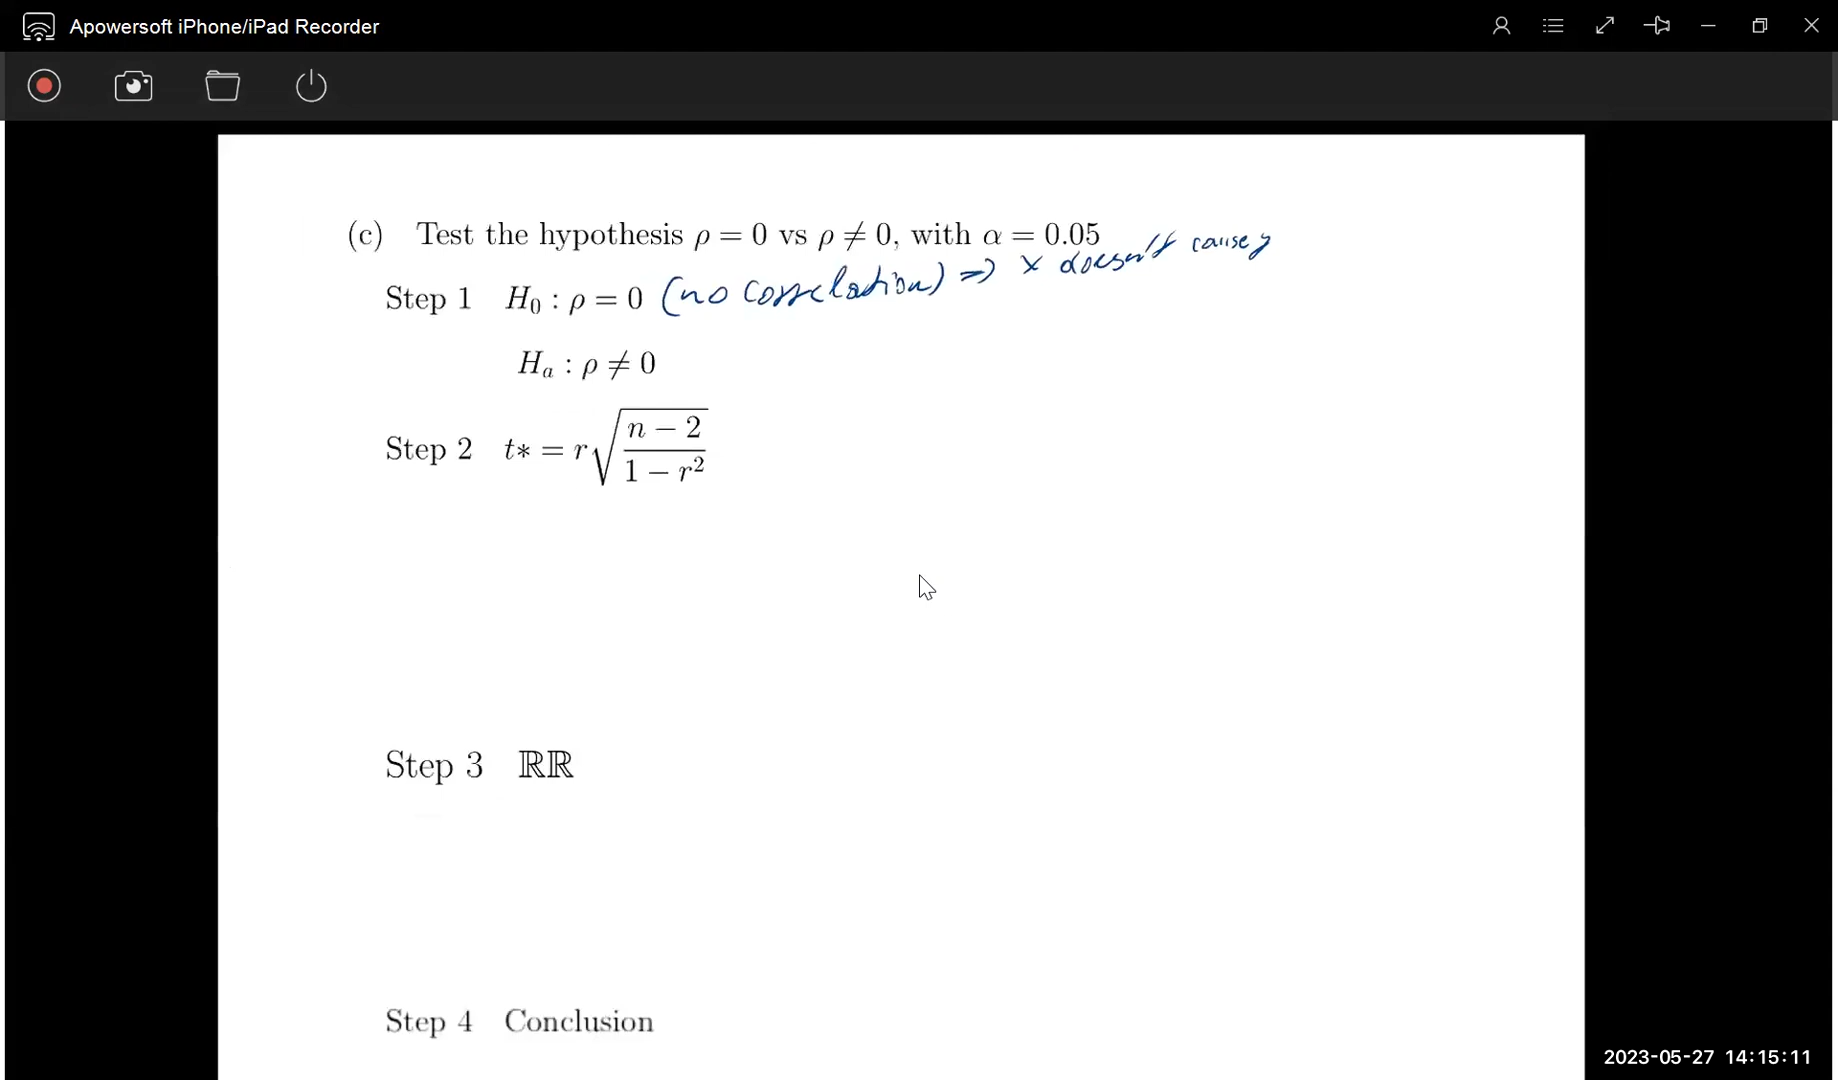 Apowersoft iPhone/iPad Recorder
(c) Test the hypothesis ρ = 0 vs ρ ≠ 0, with α = 0.05
Step 1 H₀ : ρ = 0 (no correlation) ⇒ x doesn't cause y
Hₐ : ρ ≠ 0
Step 2 t* = r√((n − 2)/(1 − r²))
Step 3 ℝℝ
Step 4 Conclusion
2023-05-27 14:15:11